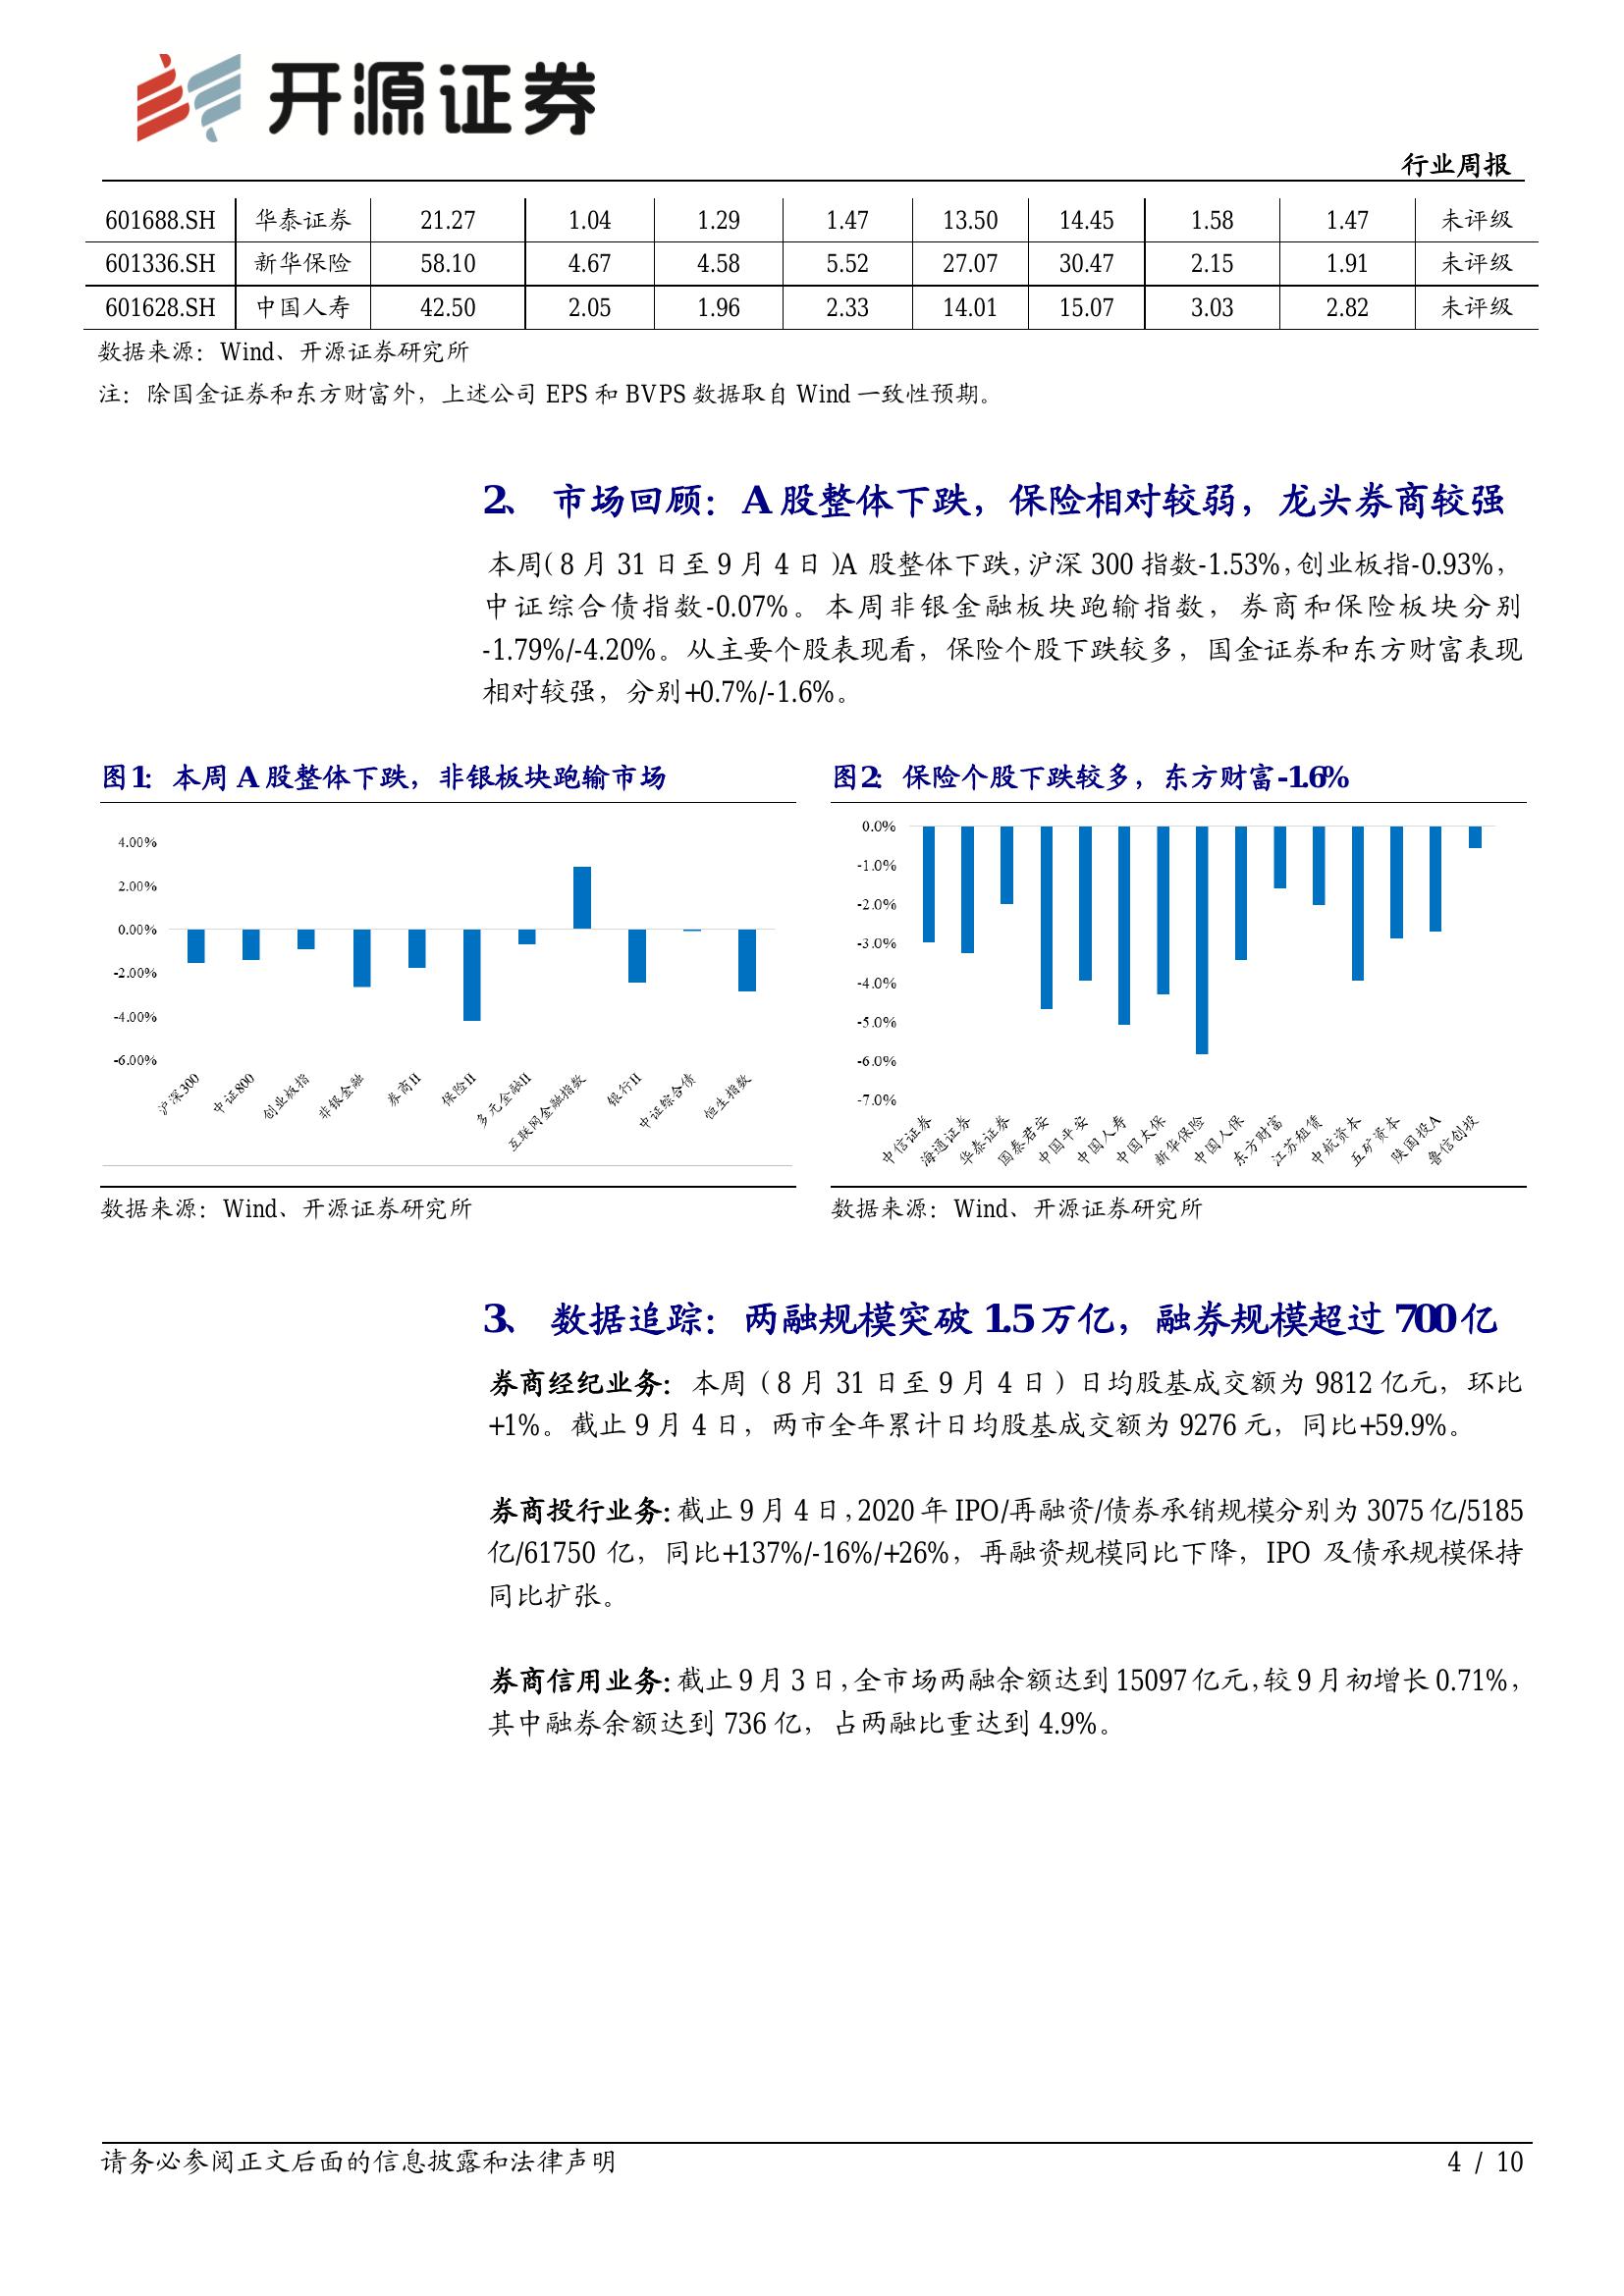 开源证券
行业周报
601688.SH 华泰证券 21.27 1.04 1.29 1.47 13.50 14.45 1.58 1.47 未评级
601336.SH 新华保险 58.10 4.67 4.58 5.52 27.07 30.47 2.15 1.91 未评级
601628.SH 中国人寿 42.50 2.05 1.96 2.33 14.01 15.07 3.03 2.82 未评级
数据来源：Wind、开源证券研究所
注：除国金证券和东方财富外，上述公司 EPS 和 BVPS 数据取自 Wind 一致性预期。
2、 市场回顾：A 股整体下跌，保险相对较弱，龙头券商较强
本周（8 月 31 日至 9 月 4 日）A 股整体下跌，沪深 300 指数-1.53%，创业板指-0.93%，
中证综合债指数-0.07%。本周非银金融板块跑输指数，券商和保险板块分别
-1.79%/-4.20%。从主要个股表现看，保险个股下跌较多，国金证券和东方财富表现
相对较强，分别+0.7%/-1.6%。
图1：本周 A 股整体下跌，非银板块跑输市场
4.00%
2.00%
0.00%
-2.00%
-4.00%
-6.00%
沪深300 中证800 创业板指 非银金融 券商II 保险II 多元金融II 互联网金融指数 银行II 中证综合债 恒生指数
数据来源：Wind、开源证券研究所
图2：保险个股下跌较多，东方财富-1.6%
0.0%
-1.0%
-2.0%
-3.0%
-4.0%
-5.0%
-6.0%
-7.0%
中信证券 海通证券 华泰证券 国泰君安 中国平安 中国人寿 中国太保 新华保险 中国人保 东方财富 江苏租赁 中航资本 五矿资本 陕国投A 鲁信创投
数据来源：Wind、开源证券研究所
3、 数据追踪：两融规模突破 1.5 万亿，融券规模超过 700 亿
券商经纪业务：本周（8 月 31 日至 9 月 4 日）日均股基成交额为 9812 亿元，环比
+1%。截止 9 月 4 日，两市全年累计日均股基成交额为 9276 元，同比+59.9%。
券商投行业务：截止 9 月 4 日，2020 年 IPO/再融资/债券承销规模分别为 3075 亿/5185
亿/61750 亿，同比+137%/-16%/+26%，再融资规模同比下降，IPO 及债承规模保持
同比扩张。
券商信用业务：截止 9 月 3 日，全市场两融余额达到 15097 亿元，较 9 月初增长 0.71%，
其中融券余额达到 736 亿，占两融比重达到 4.9%。
请务必参阅正文后面的信息披露和法律声明
4 / 10